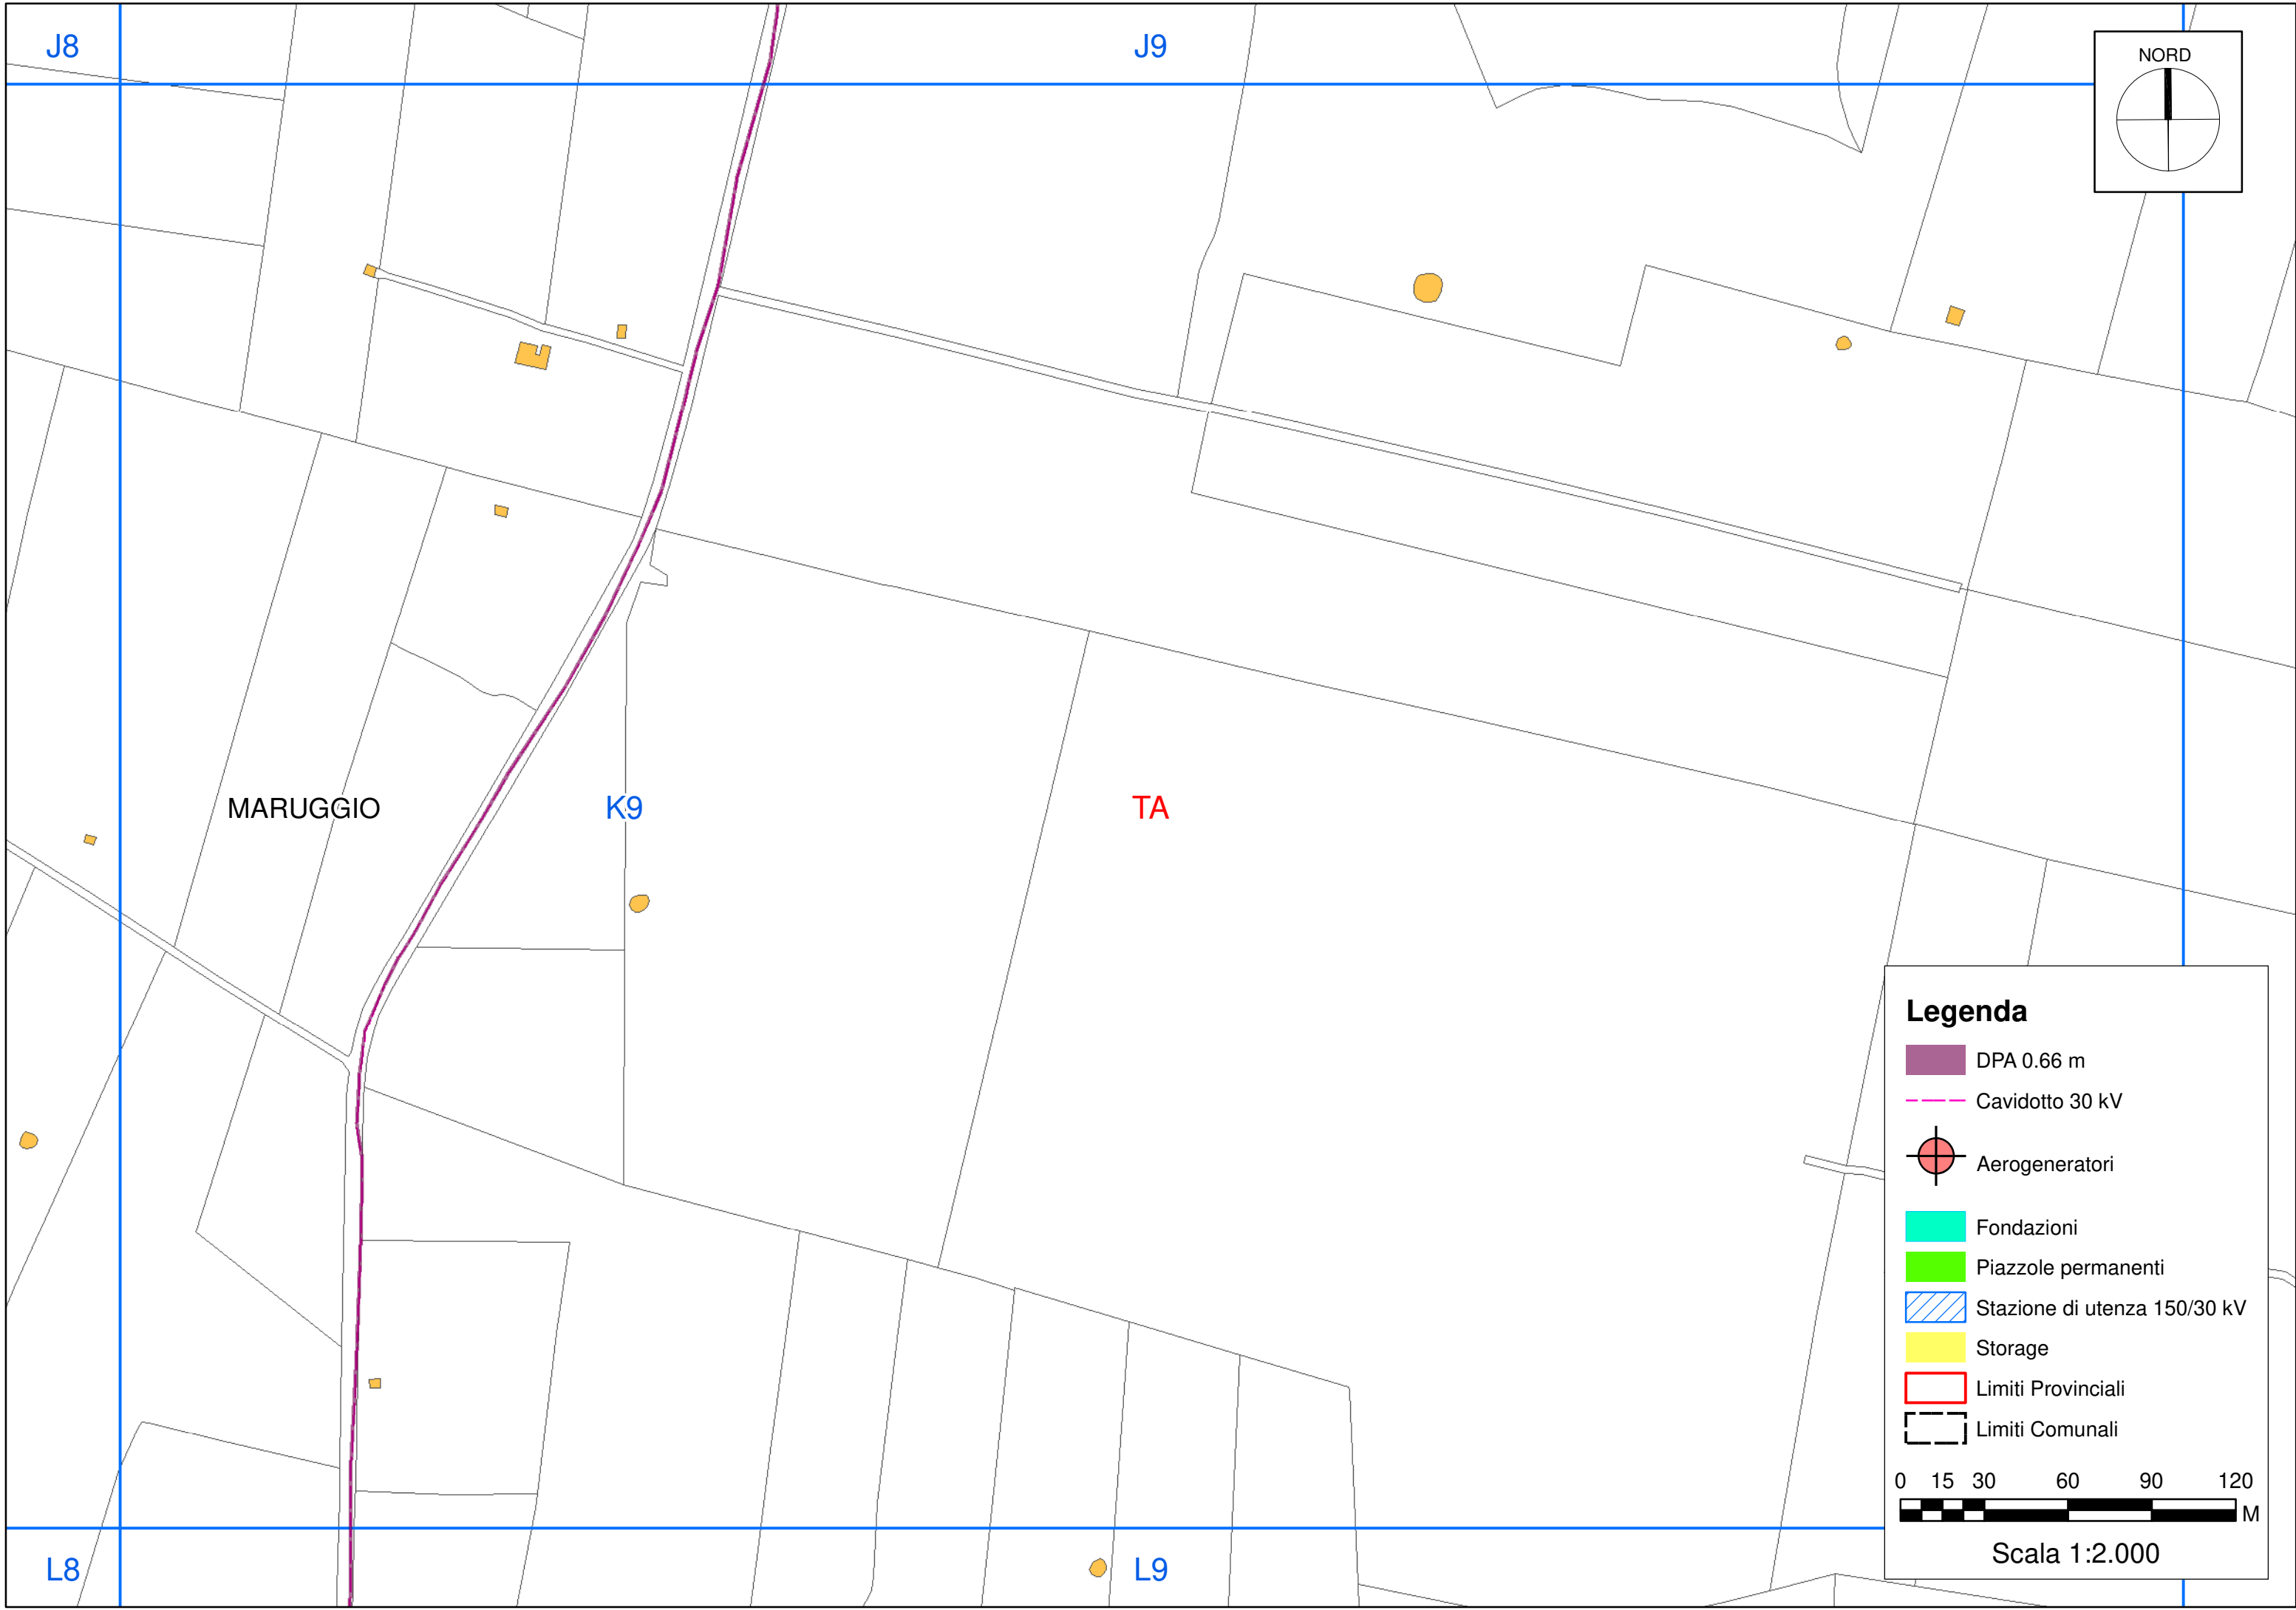 J8
J9
NORD
MARUGGIO
K9
TA
Legenda
DPA 0.66 m
Cavidotto 30 kV
Aerogeneratori
Fondazioni
Piazzole permanenti
Stazione di utenza 150/30 kV
Storage
Limiti Provinciali
Limiti Comunali
0 15 30 60 90 120
M
Scala 1:2.000
L8
L9